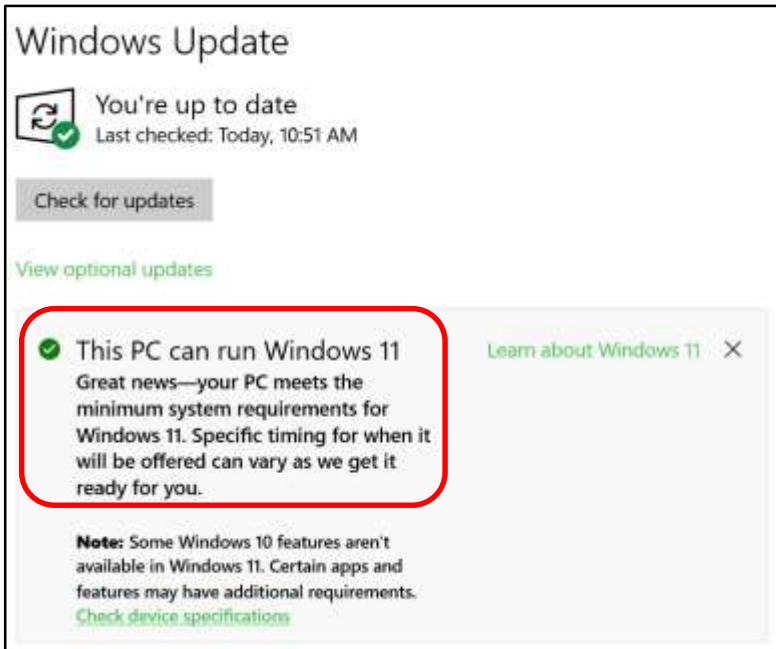 Windows Update
You're up to date
Last checked: Today, 10:51 AM
Check for updates
View optional updates
This PC can run Windows 11
Learn about Windows 11
Great news—your PC meets the
minimum system requirements for
Windows 11. Specific timing for when it
will be offered can vary as we get it
ready for you.
Note: Some Windows 10 features aren't
available in Windows 11. Certain apps and
features may have additional requirements.
Check device specifications